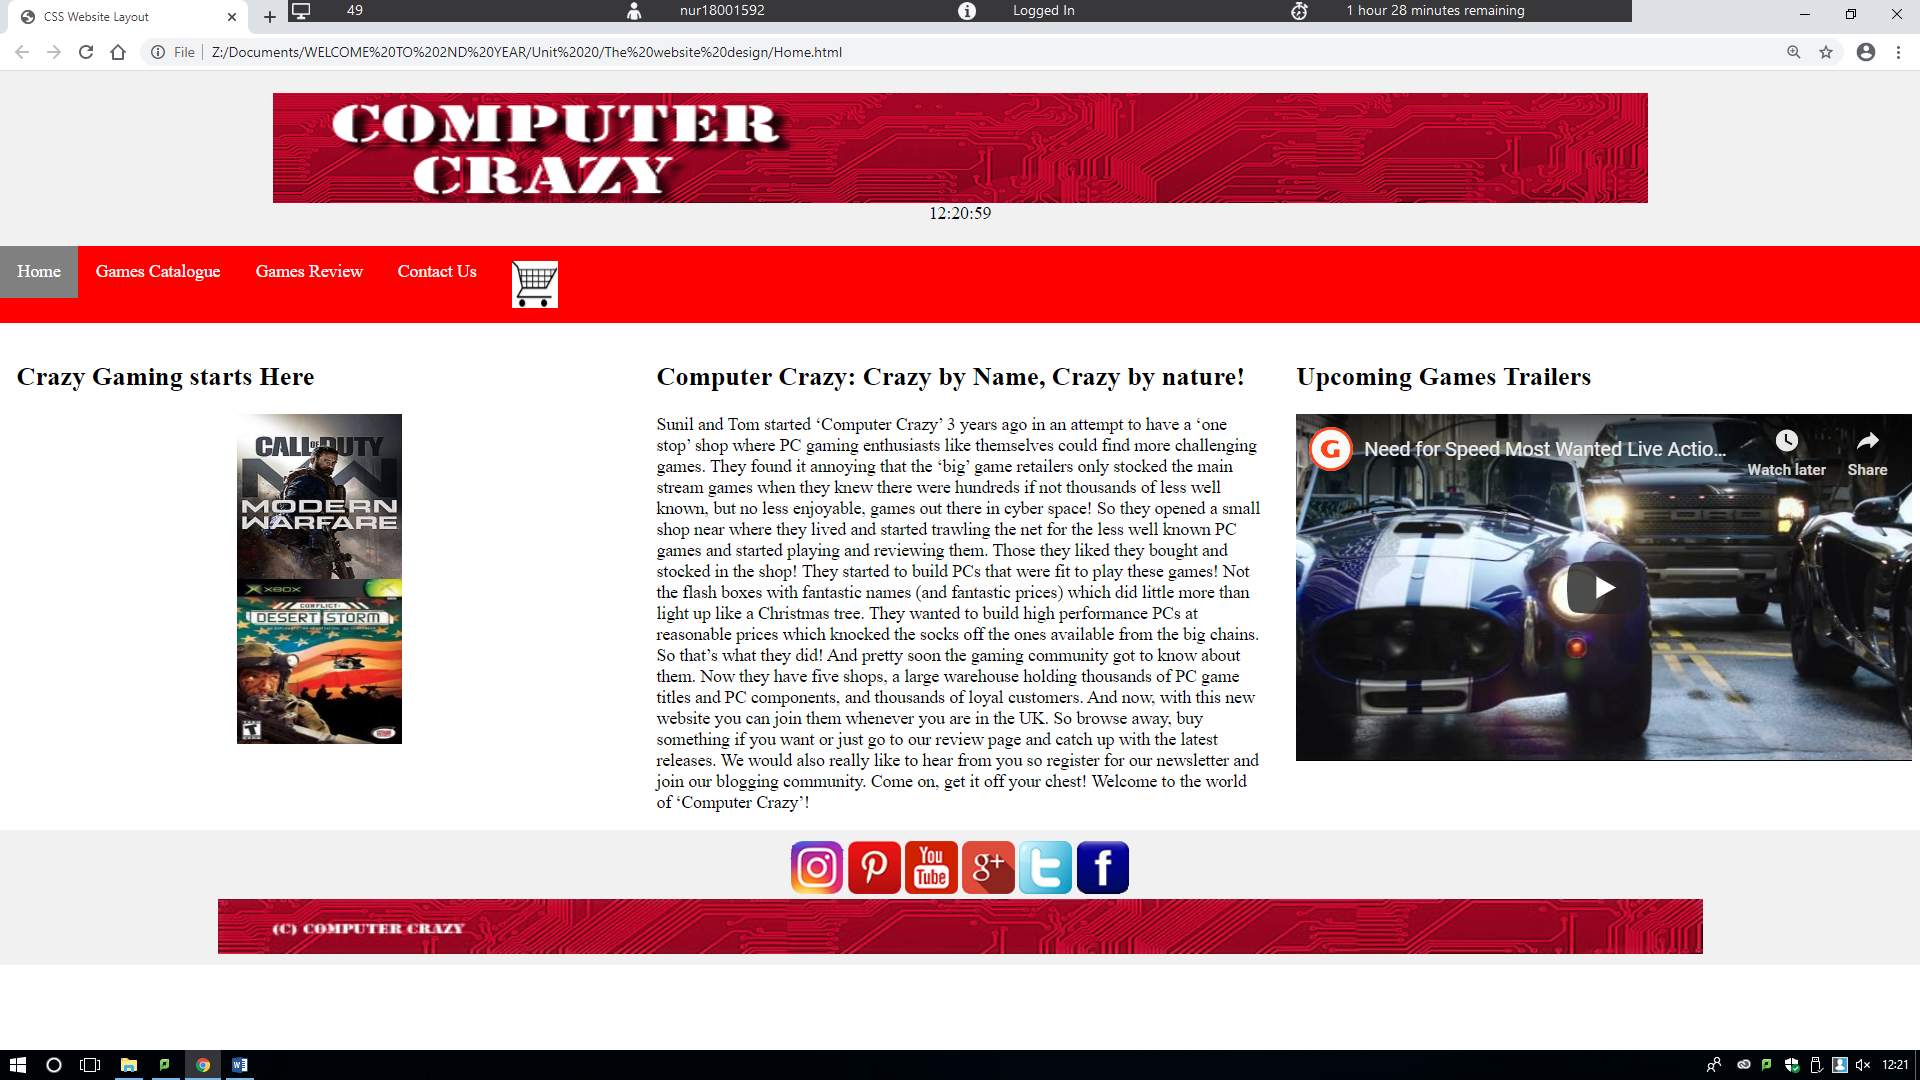 CSS Website Layout
49
nur18001592
Logged In
1 hour 28 minutes remaining
File | Z:/Documents/WELCOME%20TO%202ND%20YEAR/Unit%2020/The%20website%20design/Home.html
COMPUTER
CRAZY
12:20:59
Home Games Catalogue Games Review Contact Us
Crazy Gaming starts Here
CALL OF DUTY
MW
MODERN
WARFARE
XBOX
CONFLICT:
DESERT STORM
T
Computer Crazy: Crazy by Name, Crazy by nature!
Sunil and Tom started ‘Computer Crazy’ 3 years ago in an attempt to have a ‘one
stop’ shop where PC gaming enthusiasts like themselves could find more challenging
games. They found it annoying that the ‘big’ game retailers only stocked the main
stream games when they knew there were hundreds if not thousands of less well
known, but no less enjoyable, games out there in cyber space! So they opened a small
shop near where they lived and started trawling the net for the less well known PC
games and started playing and reviewing them. Those they liked they bought and
stocked in the shop! They started to build PCs that were fit to play these games! Not
the flash boxes with fantastic names (and fantastic prices) which did little more than
light up like a Christmas tree. They wanted to build high performance PCs at
reasonable prices which knocked the socks off the ones available from the big chains.
So that’s what they did! And pretty soon the gaming community got to know about
them. Now they have five shops, a large warehouse holding thousands of PC game
titles and PC components, and thousands of loyal customers. And now, with this new
website you can join them whenever you are in the UK. So browse away, buy
something if you want or just go to our review page and catch up with the latest
releases. We would also really like to hear from you so register for our newsletter and
join our blogging community. Come on, get it off your chest! Welcome to the world
of ‘Computer Crazy’!
Upcoming Games Trailers
G
Need for Speed Most Wanted Live Actio...
Watch later
Share
You
Tube
g+
t
f
(C) COMPUTER CRAZY
12:21